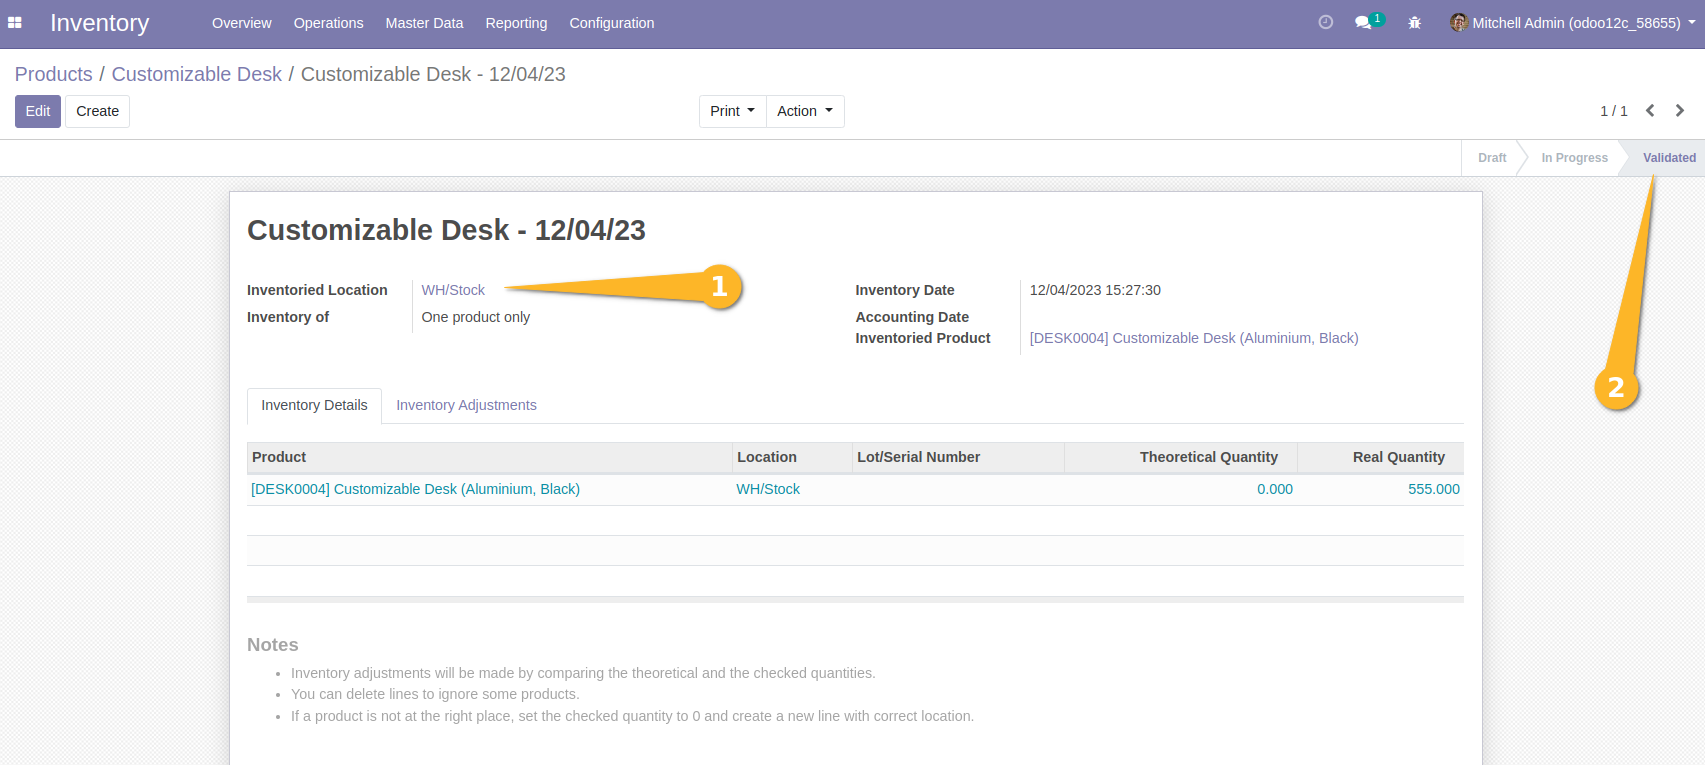 Inventory Overview Operations Master Data Reporting Configuration 1 Mitchell Admin (odoo12c_58655)
Products / Customizable Desk / Customizable Desk - 12/04/23
Edit Create Print Action 1 / 1
Draft In Progress Validated
Customizable Desk - 12/04/23
Inventoried Location WH/Stock 1 Inventory Date 12/04/2023 15:27:30
Inventory of One product only Accounting Date
Inventoried Product [DESK0004] Customizable Desk (Aluminium, Black)
2
Inventory Details Inventory Adjustments
Product Location Lot/Serial Number Theoretical Quantity Real Quantity
[DESK0004] Customizable Desk (Aluminium, Black) WH/Stock 0.000 555.000
Notes
• Inventory adjustments will be made by comparing the theoretical and the checked quantities.
• You can delete lines to ignore some products.
• If a product is not at the right place, set the checked quantity to 0 and create a new line with correct location.